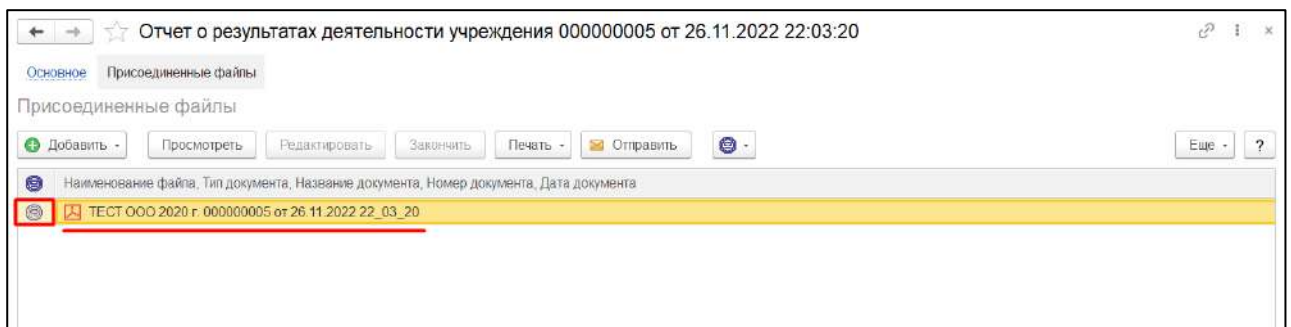 Отчет о результатах деятельности учреждения 000000005 от 26.11.2022 22:03:20
Основное Присоединенные файлы
Присоединенные файлы
Добавить Просмотреть Редактировать Закончить Печать Отправить Еще ?
Наименование файла, Тип документа, Название документа, Номер документа, Дата документа
ТЕСТ ООО 2020 г. 000000005 от 26.11.2022 22_03_20